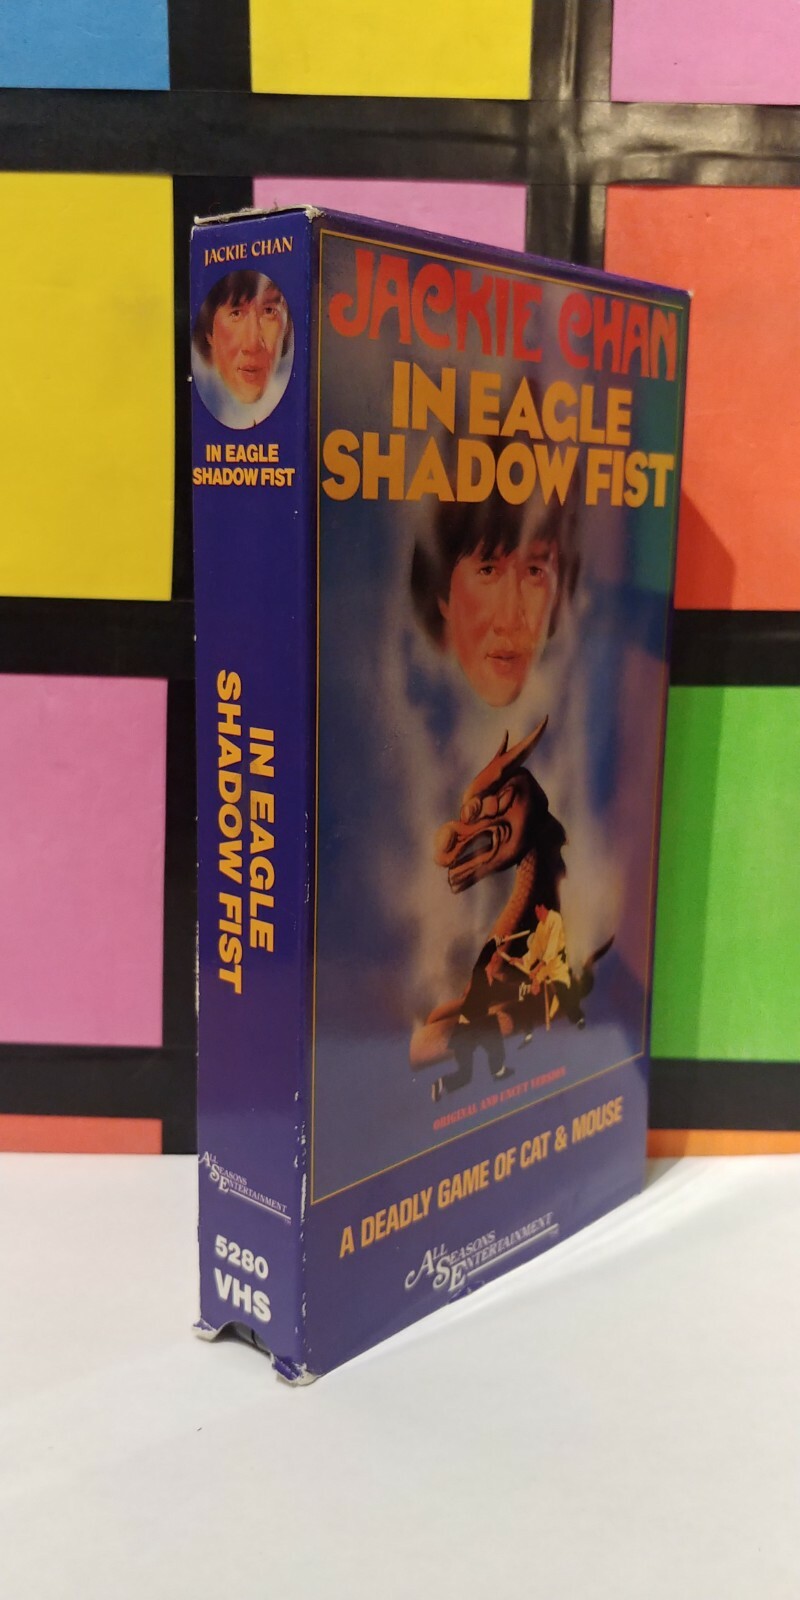 JACKIE CHAN
IN EAGLE
SHADOW FIST
IN EAGLE
SHADOW FIST
ALL
SEASONS
ENTERTAINMENT
5280
VHS
JACKIE CHAN
IN EAGLE
SHADOW FIST
ORIGINAL AND UNCUT VERSION
A DEADLY GAME OF CAT & MOUSE
ALL
SEASONS
ENTERTAINMENT